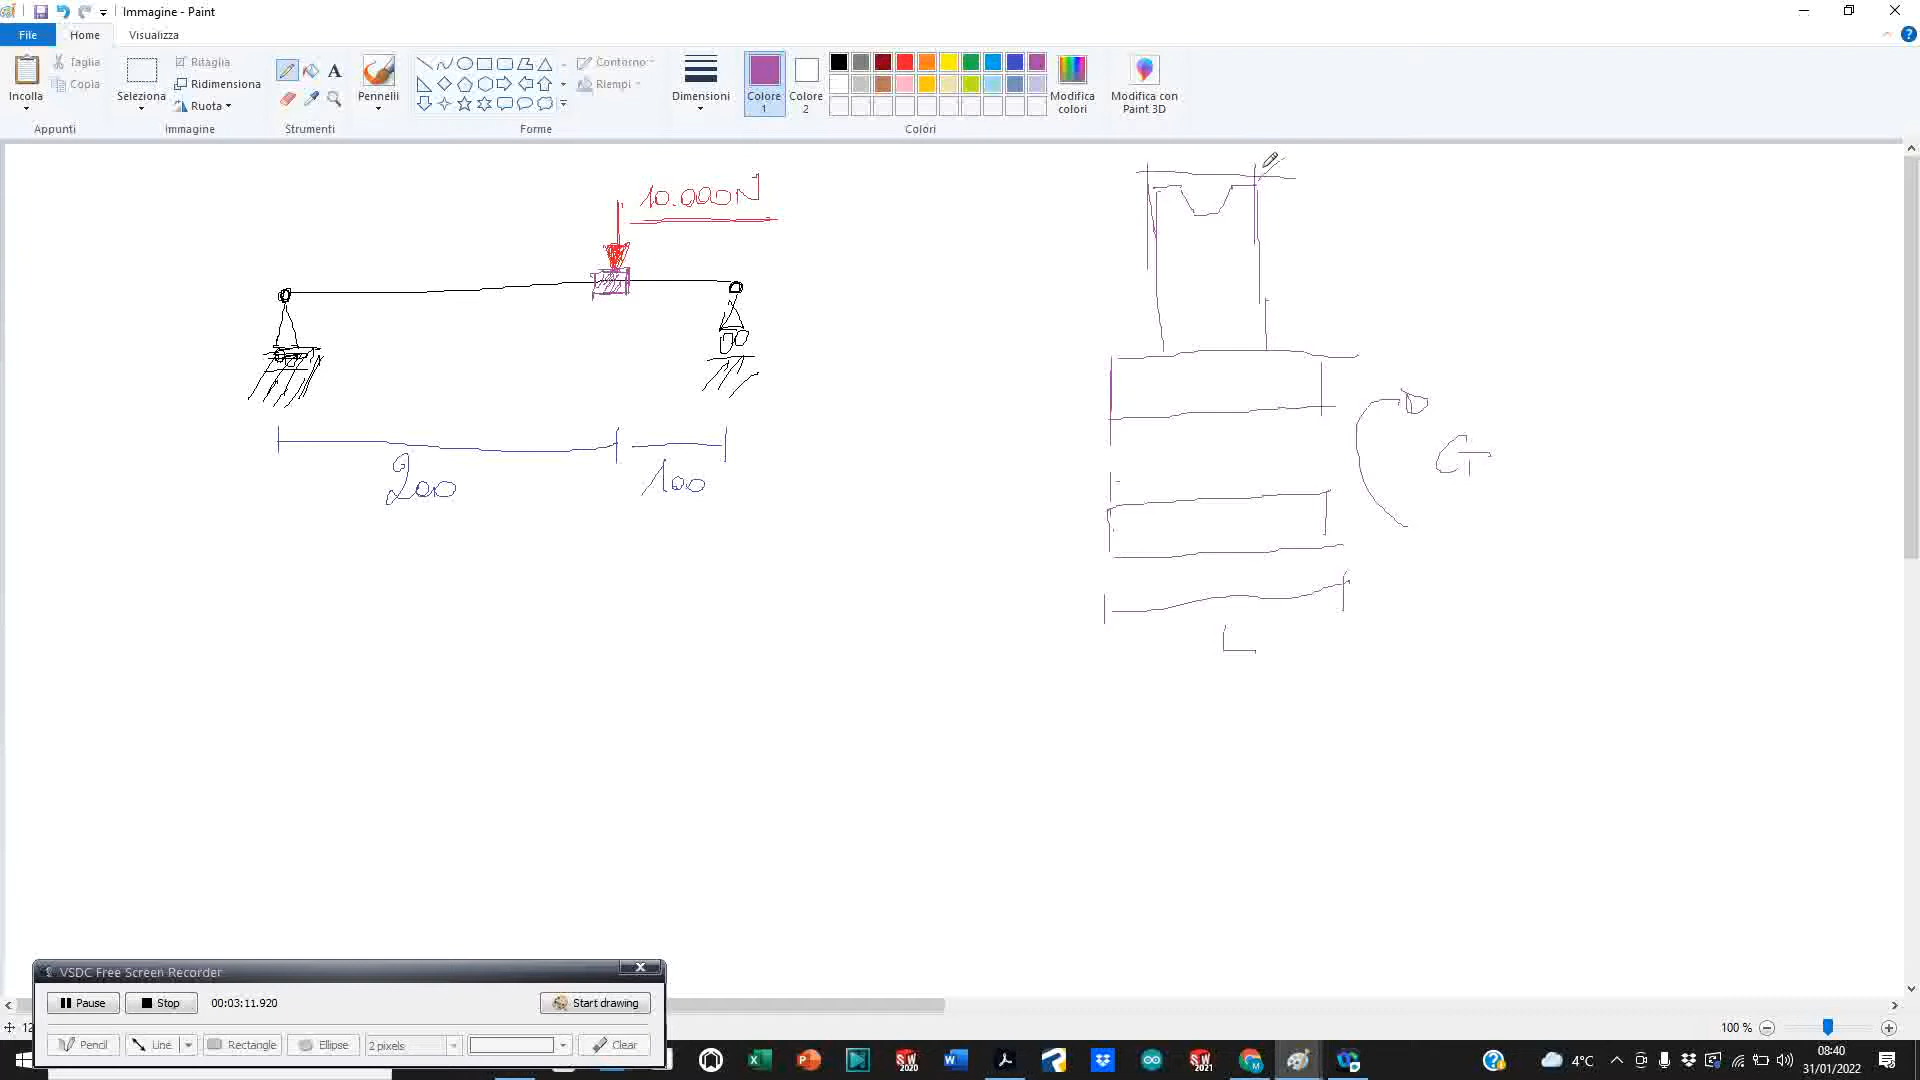 Immagine - Paint
File Home Visualizza
Incolla
Taglia
Copia
Appunti
Seleziona
Ritaglia
Ridimensiona
Ruota
Immagine
Strumenti
Pennelli
Forme
Contorno
Riempi
Dimensioni
Colore 1
Colore 2
Colori
Modifica colori
Modifica con Paint 3D
10.000N
200
100
L
VSDC Free Screen Recorder
Pause Stop 00:03:11.920 Start drawing
Pencil Line Rectangle Ellipse 2 pixels Clear
100 %
4°C
08:40
31/01/2022